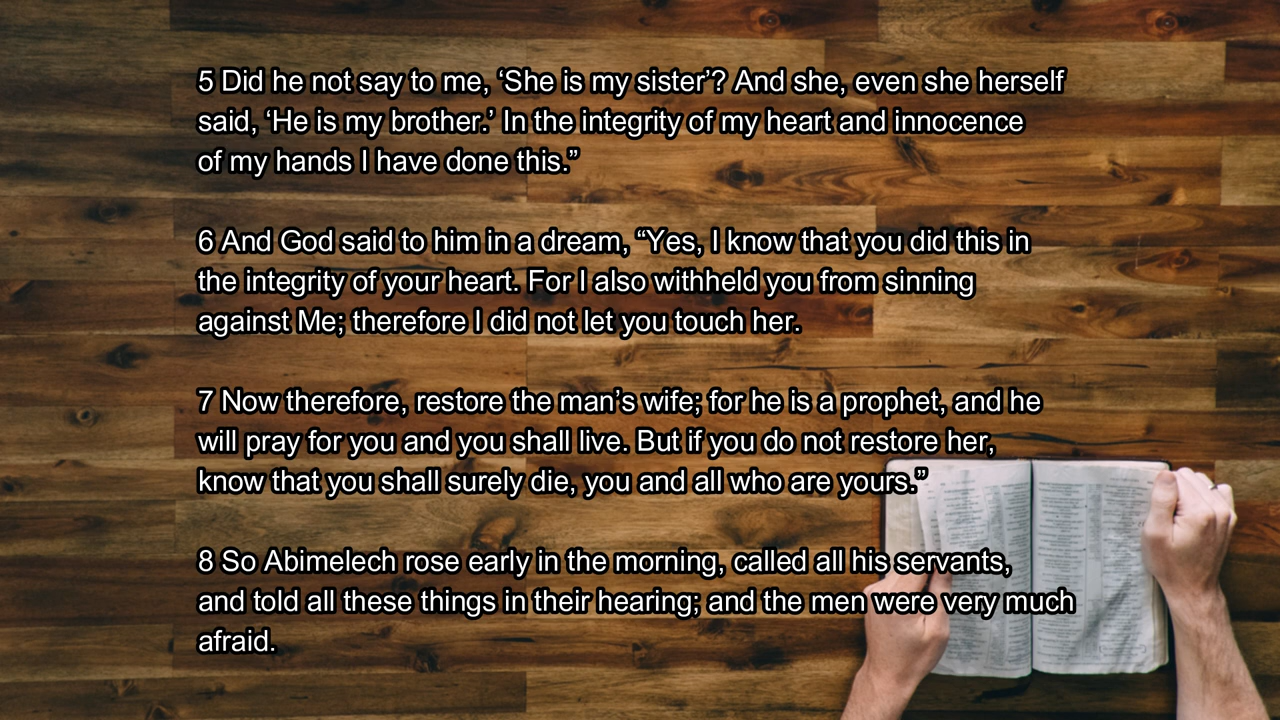 5 Did he not say to me, ‘She is my sister’? And she, even she herself
said, ‘He is my brother.’ In the integrity of my heart and innocence
of my hands I have done this.”
6 And God said to him in a dream, “Yes, I know that you did this in
the integrity of your heart. For I also withheld you from sinning
against Me; therefore I did not let you touch her.
7 Now therefore, restore the man’s wife; for he is a prophet, and he
will pray for you and you shall live. But if you do not restore her,
know that you shall surely die, you and all who are yours.”
8 So Abimelech rose early in the morning, called all his servants,
and told all these things in their hearing; and the men were very much
afraid.